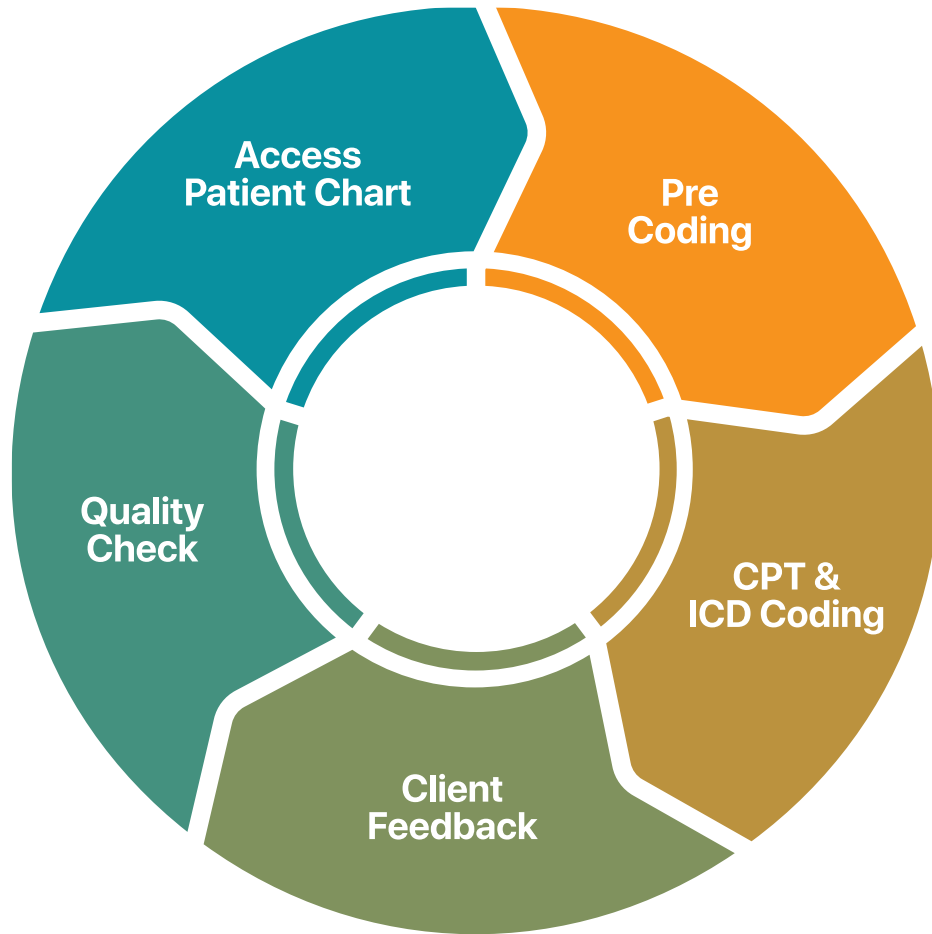 Access
Patient Chart
Pre
Coding
CPT &
ICD Coding
Client
Feedback
Quality
Check